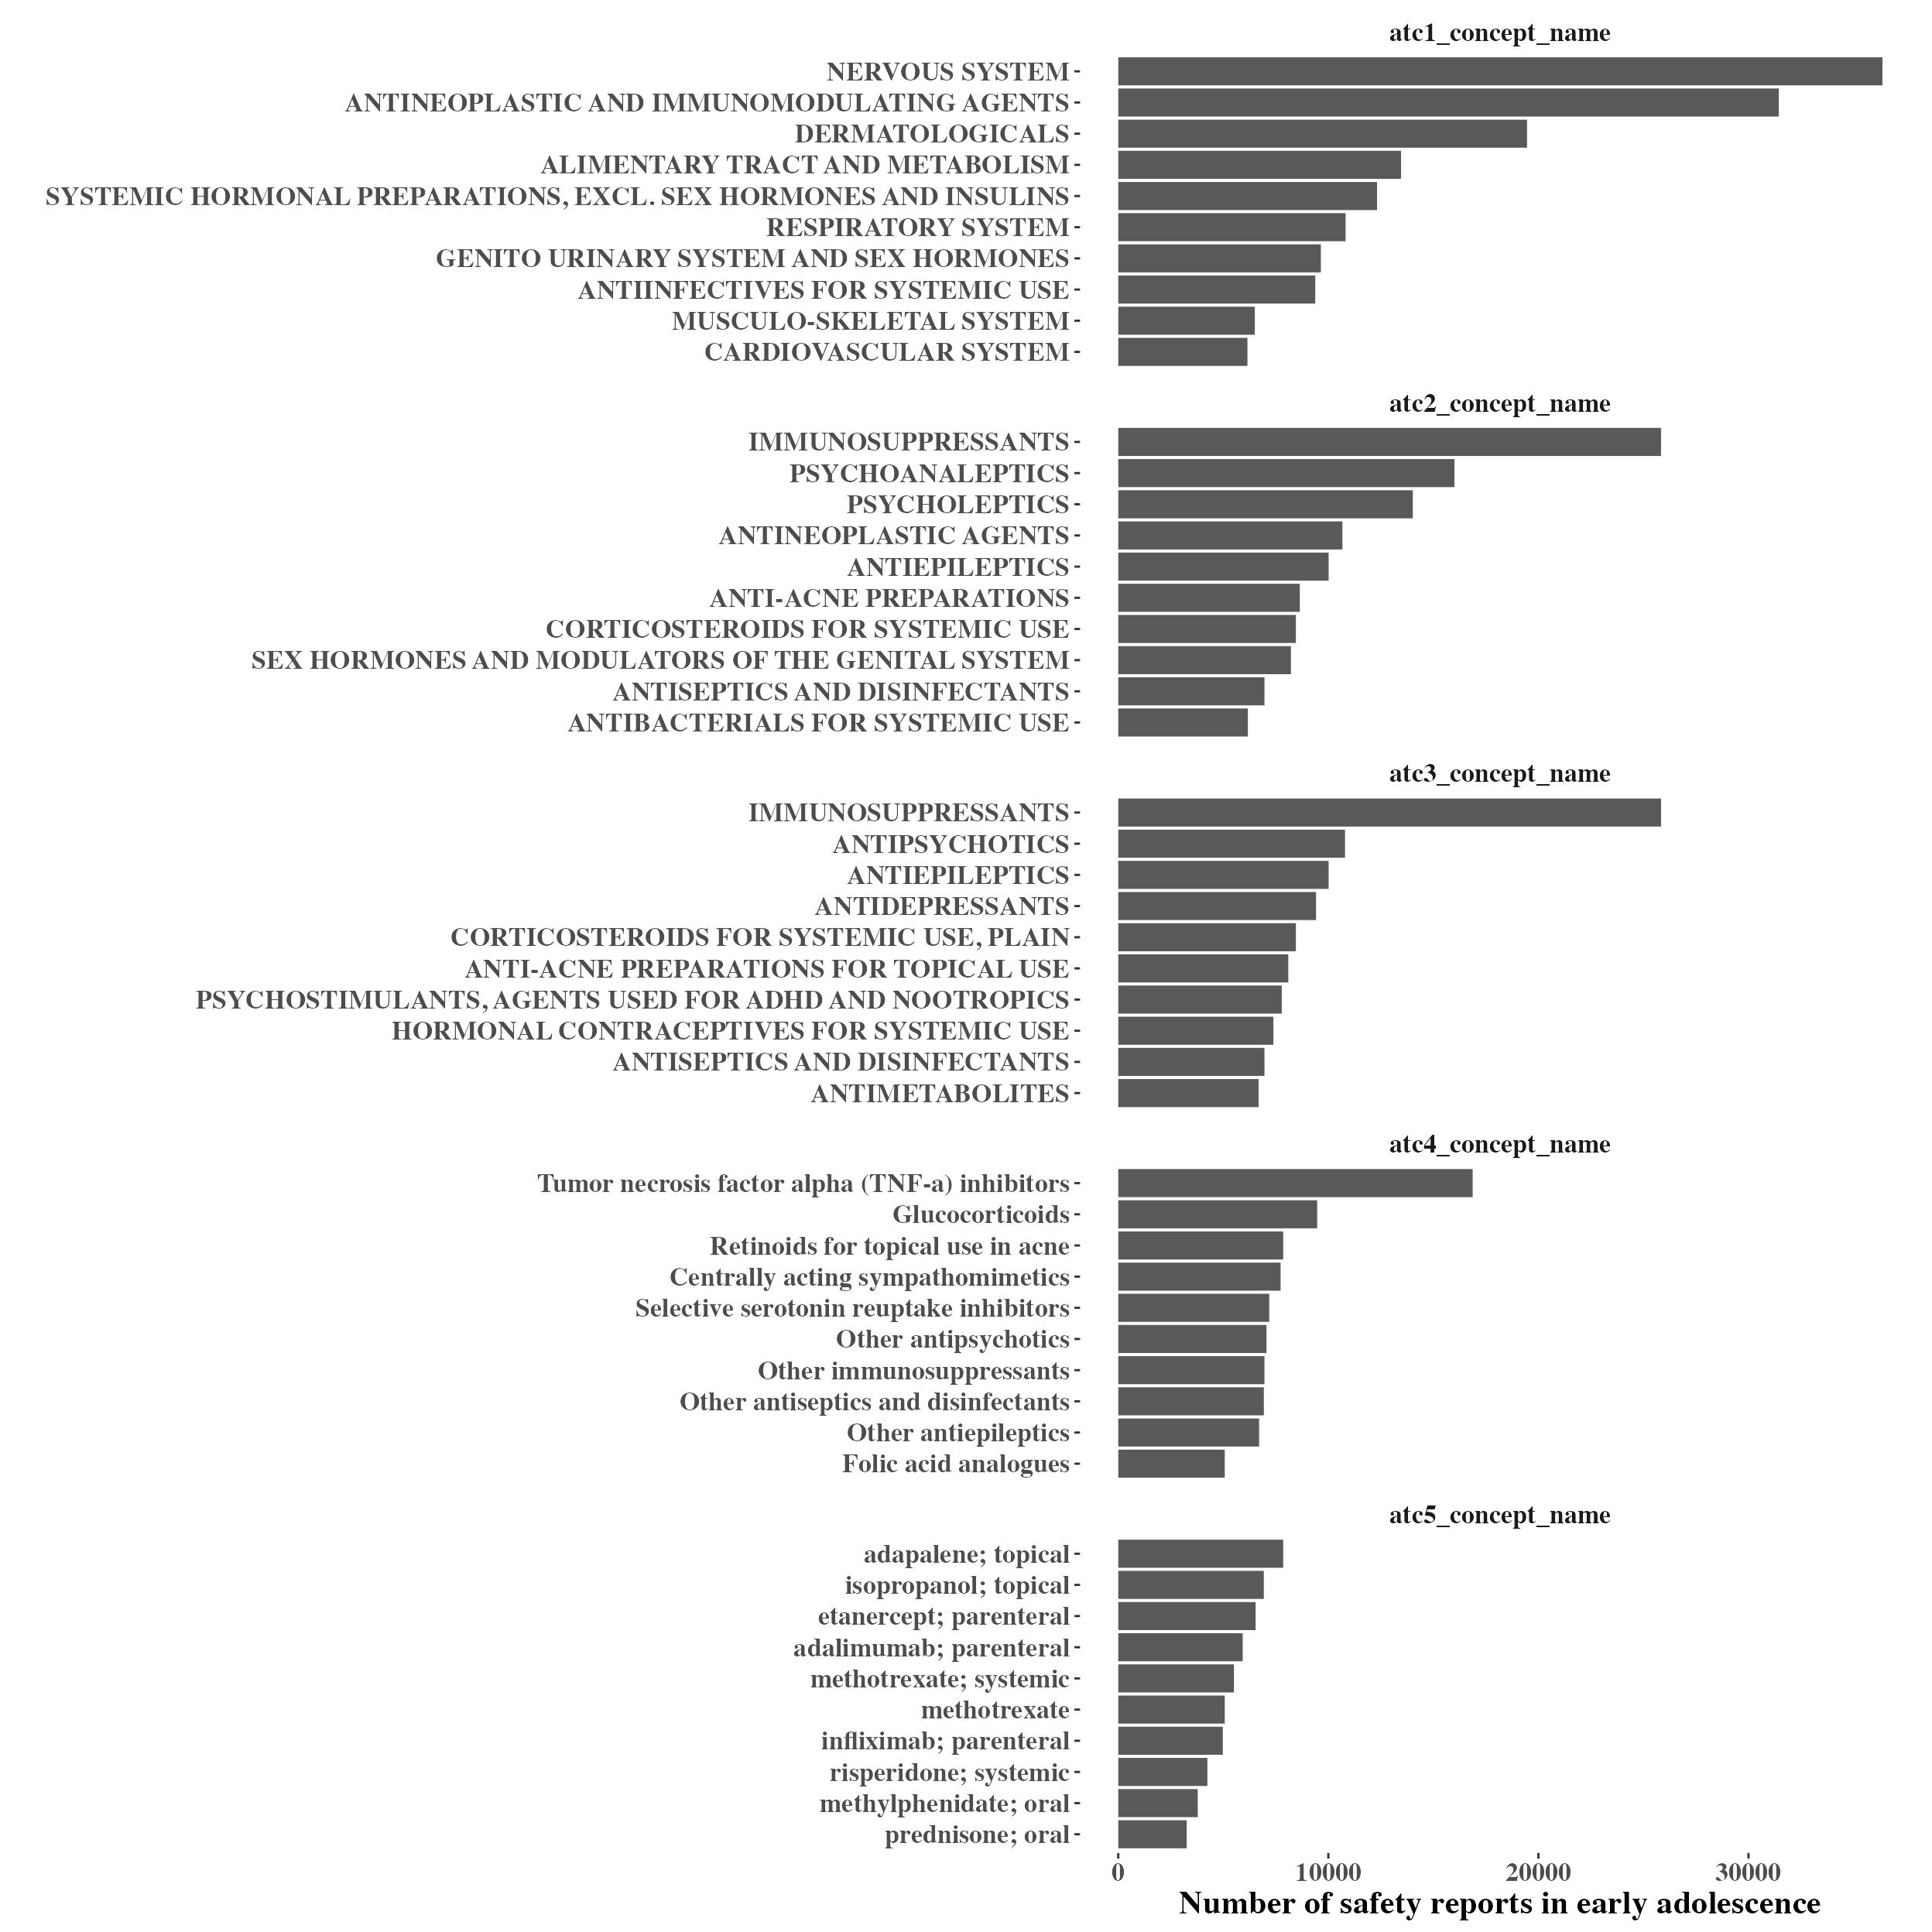 atc1_concept_name
NERVOUS SYSTEM
ANTINEOPLASTIC AND IMMUNOMODULATING AGENTS
DERMATOLOGICALS
ALIMENTARY TRACT AND METABOLISM
SYSTEMIC HORMONAL PREPARATIONS, EXCL. SEX HORMONES AND INSULINS
RESPIRATORY SYSTEM
GENITO URINARY SYSTEM AND SEX HORMONES
ANTIINFECTIVES FOR SYSTEMIC USE
MUSCULO-SKELETAL SYSTEM
CARDIOVASCULAR SYSTEM
atc2_concept_name
IMMUNOSUPPRESSANTS
PSYCHOANALEPTICS
PSYCHOLEPTICS
ANTINEOPLASTIC AGENTS
ANTIEPILEPTICS
ANTI-ACNE PREPARATIONS
CORTICOSTEROIDS FOR SYSTEMIC USE
SEX HORMONES AND MODULATORS OF THE GENITAL SYSTEM
ANTISEPTICS AND DISINFECTANTS
ANTIBACTERIALS FOR SYSTEMIC USE
atc3_concept_name
IMMUNOSUPPRESSANTS
ANTIPSYCHOTICS
ANTIEPILEPTICS
ANTIDEPRESSANTS
CORTICOSTEROIDS FOR SYSTEMIC USE, PLAIN
ANTI-ACNE PREPARATIONS FOR TOPICAL USE
PSYCHOSTIMULANTS, AGENTS USED FOR ADHD AND NOOTROPICS
HORMONAL CONTRACEPTIVES FOR SYSTEMIC USE
ANTISEPTICS AND DISINFECTANTS
ANTIMETABOLITES
atc4_concept_name
Tumor necrosis factor alpha (TNF-a) inhibitors
Glucocorticoids
Retinoids for topical use in acne
Centrally acting sympathomimetics
Selective serotonin reuptake inhibitors
Other antipsychotics
Other immunosuppressants
Other antiseptics and disinfectants
Other antiepileptics
Folic acid analogues
atc5_concept_name
adapalene; topical
isopropanol; topical
etanercept; parenteral
adalimumab; parenteral
methotrexate; systemic
methotrexate
infliximab; parenteral
risperidone; systemic
methylphenidate; oral
prednisone; oral
0 10000 20000 30000
Number of safety reports in early adolescence